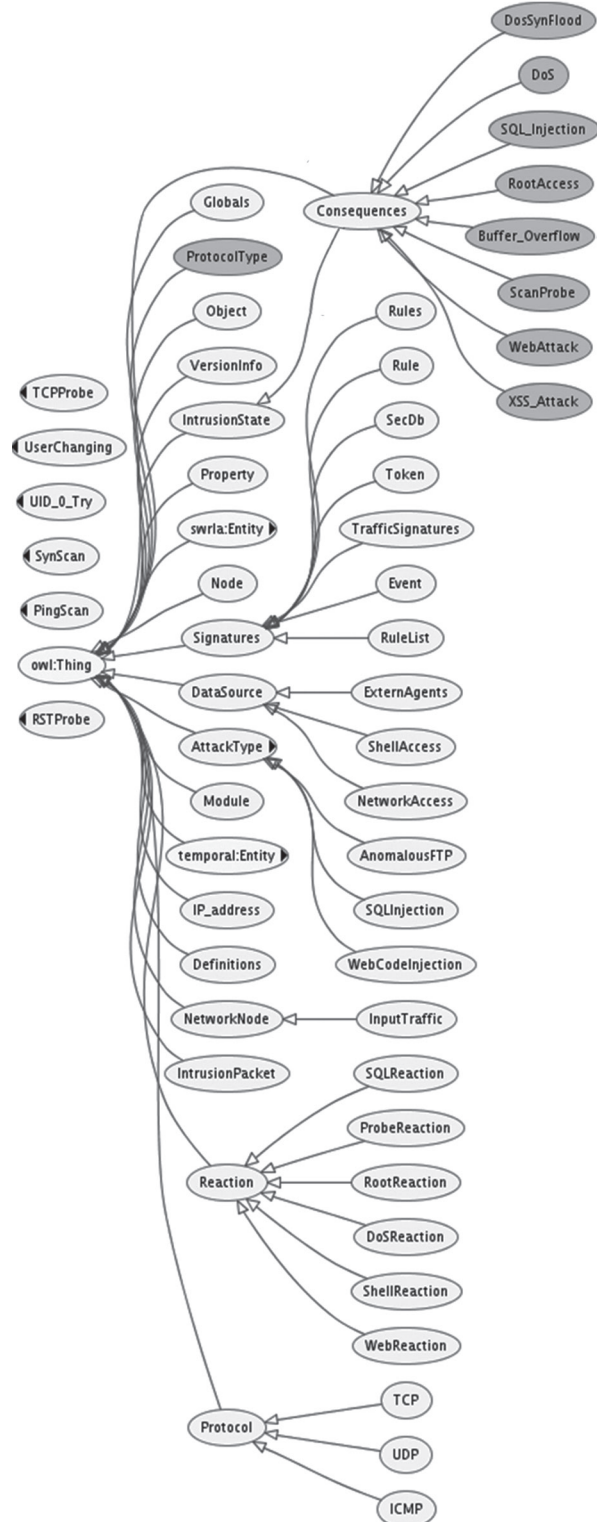 DosSynFlood
DoS
SQL_Injection
RootAccess
Buffer_Overflow
ScanProbe
WebAttack
XSS_Attack
Consequences
Globals
ProtocolType
Object
VersionInfo
IntrusionState
Property
swrla:Entity
Node
Signatures
DataSource
AttackType
Module
temporal:Entity
IP_address
Definitions
NetworkNode
IntrusionPacket
Reaction
Protocol
Rules
Rule
SecDb
Token
TrafficSignatures
Event
RuleList
ExternAgents
ShellAccess
NetworkAccess
AnomalousFTP
SQLInjection
WebCodeInjection
InputTraffic
SQLReaction
ProbeReaction
RootReaction
DoSReaction
ShellReaction
WebReaction
TCP
UDP
ICMP
TCPProbe
UserChanging
UID_0_Try
SynScan
PingScan
owl:Thing
RSTProbe